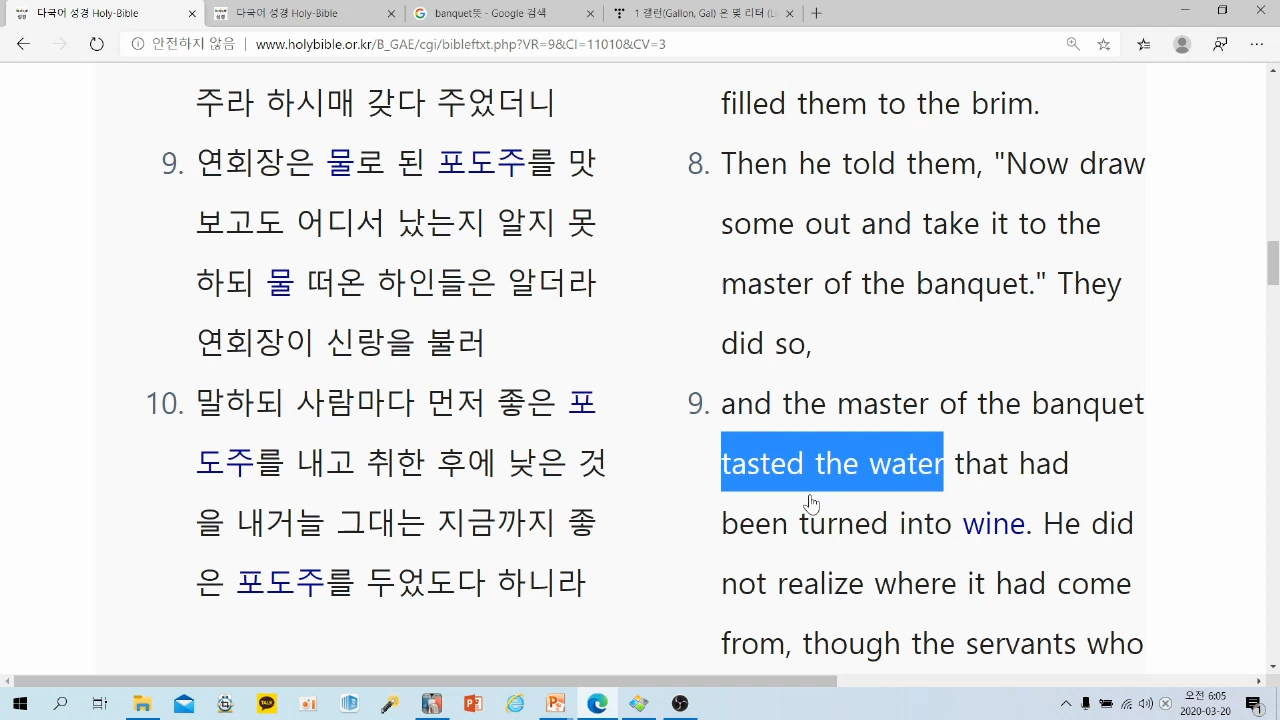 다국어 성경 Holy-Bible
다국어 성경 Holy-Bible
banquet뜻 - Google 검색
1 갤런(Gallon, Gal) 은 몇 리터 (Li
안전하지 않음
www.holybible.or.kr/B_GAE/cgi/bibleftxt.php?VR=9&CI=11010&CV=3
주라 하시매 갖다 주었더니
9. 연회장은 물로 된 포도주를 맛
보고도 어디서 났는지 알지 못
하되 물 떠온 하인들은 알더라
연회장이 신랑을 불러
10. 말하되 사람마다 먼저 좋은 포
도주를 내고 취한 후에 낮은 것
을 내거늘 그대는 지금까지 좋
은 포도주를 두었도다 하니라
filled them to the brim.
8. Then he told them, "Now draw
some out and take it to the
master of the banquet." They
did so,
9. and the master of the banquet
tasted the water that had
been turned into wine. He did
not realize where it had come
from, though the servants who
오전 6:05
2020-03-20